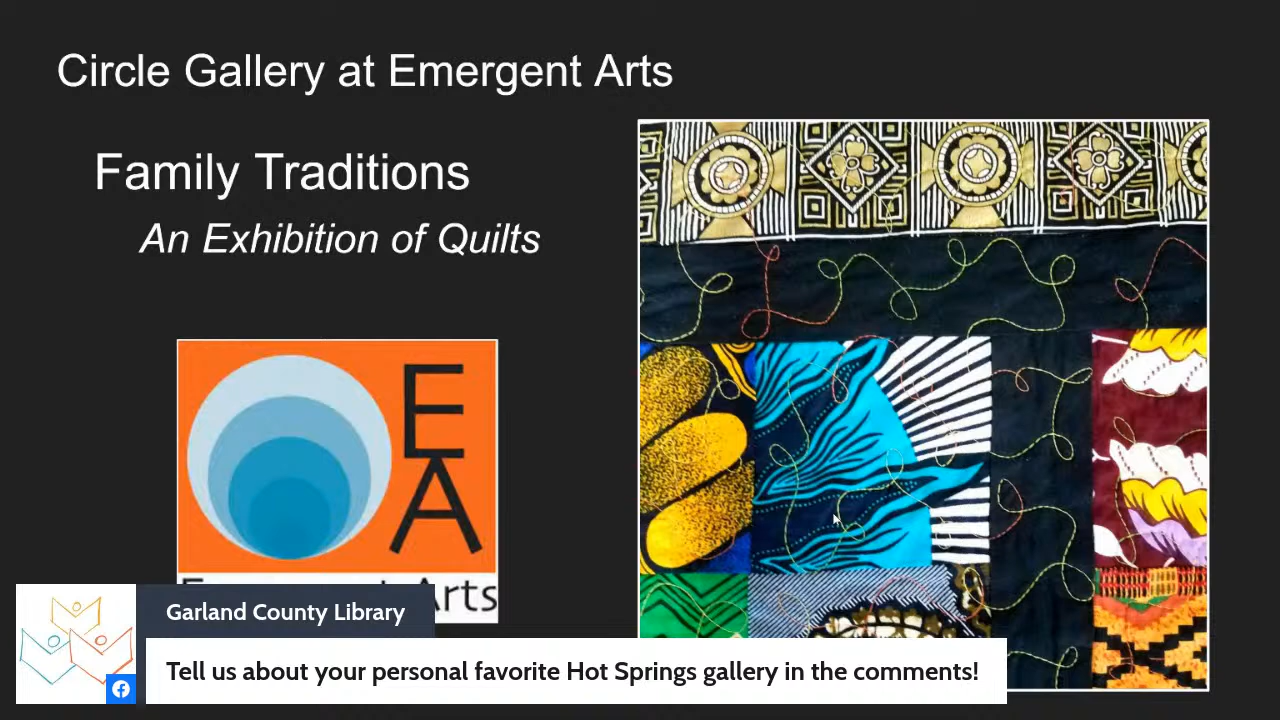 Circle Gallery at Emergent Arts
Family Traditions
An Exhibition of Quilts
E
A
Arts
Garland County Library
Tell us about your personal favorite Hot Springs gallery in the comments!